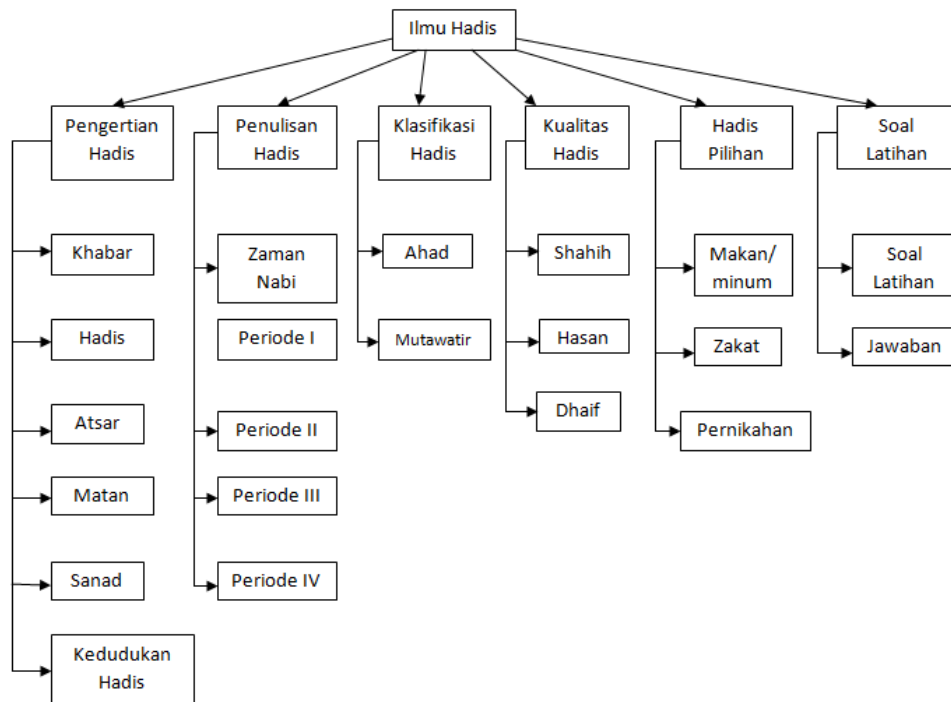 Ilmu Hadis
Pengertian
Hadis
Penulisan
Hadis
Klasifikasi
Hadis
Kualitas
Hadis
Hadis
Pilihan
Soal
Latihan
Khabar
Hadis
Atsar
Matan
Sanad
Kedudukan
Hadis
Zaman
Nabi
Periode I
Periode II
Periode III
Periode IV
Ahad
Mutawatir
Shahih
Hasan
Dhaif
Makan/
minum
Zakat
Pernikahan
Soal
Latihan
Jawaban